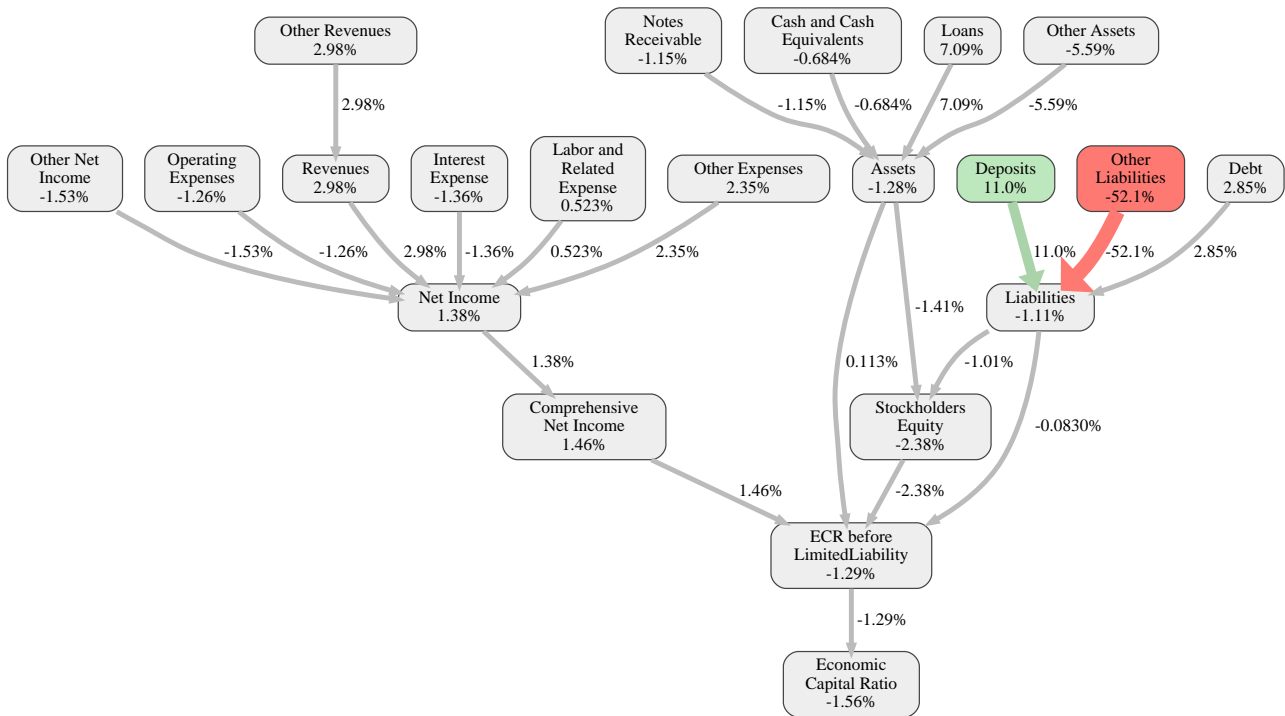 Other Revenues
2.98%
Notes
Receivable
-1.15%
Cash and Cash
Equivalents
-0.684%
Loans
7.09%
Other Assets
-5.59%
2.98%
-1.15%
-0.684%
7.09%
-5.59%
Other Net
Income
-1.53%
Operating
Expenses
-1.26%
Revenues
2.98%
Interest
Expense
-1.36%
Labor and
Related
Expense
0.523%
Other Expenses
2.35%
Assets
-1.28%
Deposits
11.0%
Other
Liabilities
-52.1%
Debt
2.85%
-1.53%
-1.26%
2.98%
-1.36%
0.523%
2.35%
11.0%
-52.1%
2.85%
Net Income
1.38%
-1.41%
Liabilities
-1.11%
1.38%
0.113%
-1.01%
Comprehensive
Net Income
1.46%
Stockholders
Equity
-2.38%
-0.0830%
1.46%
-2.38%
ECR before
LimitedLiability
-1.29%
-1.29%
Economic
Capital Ratio
-1.56%